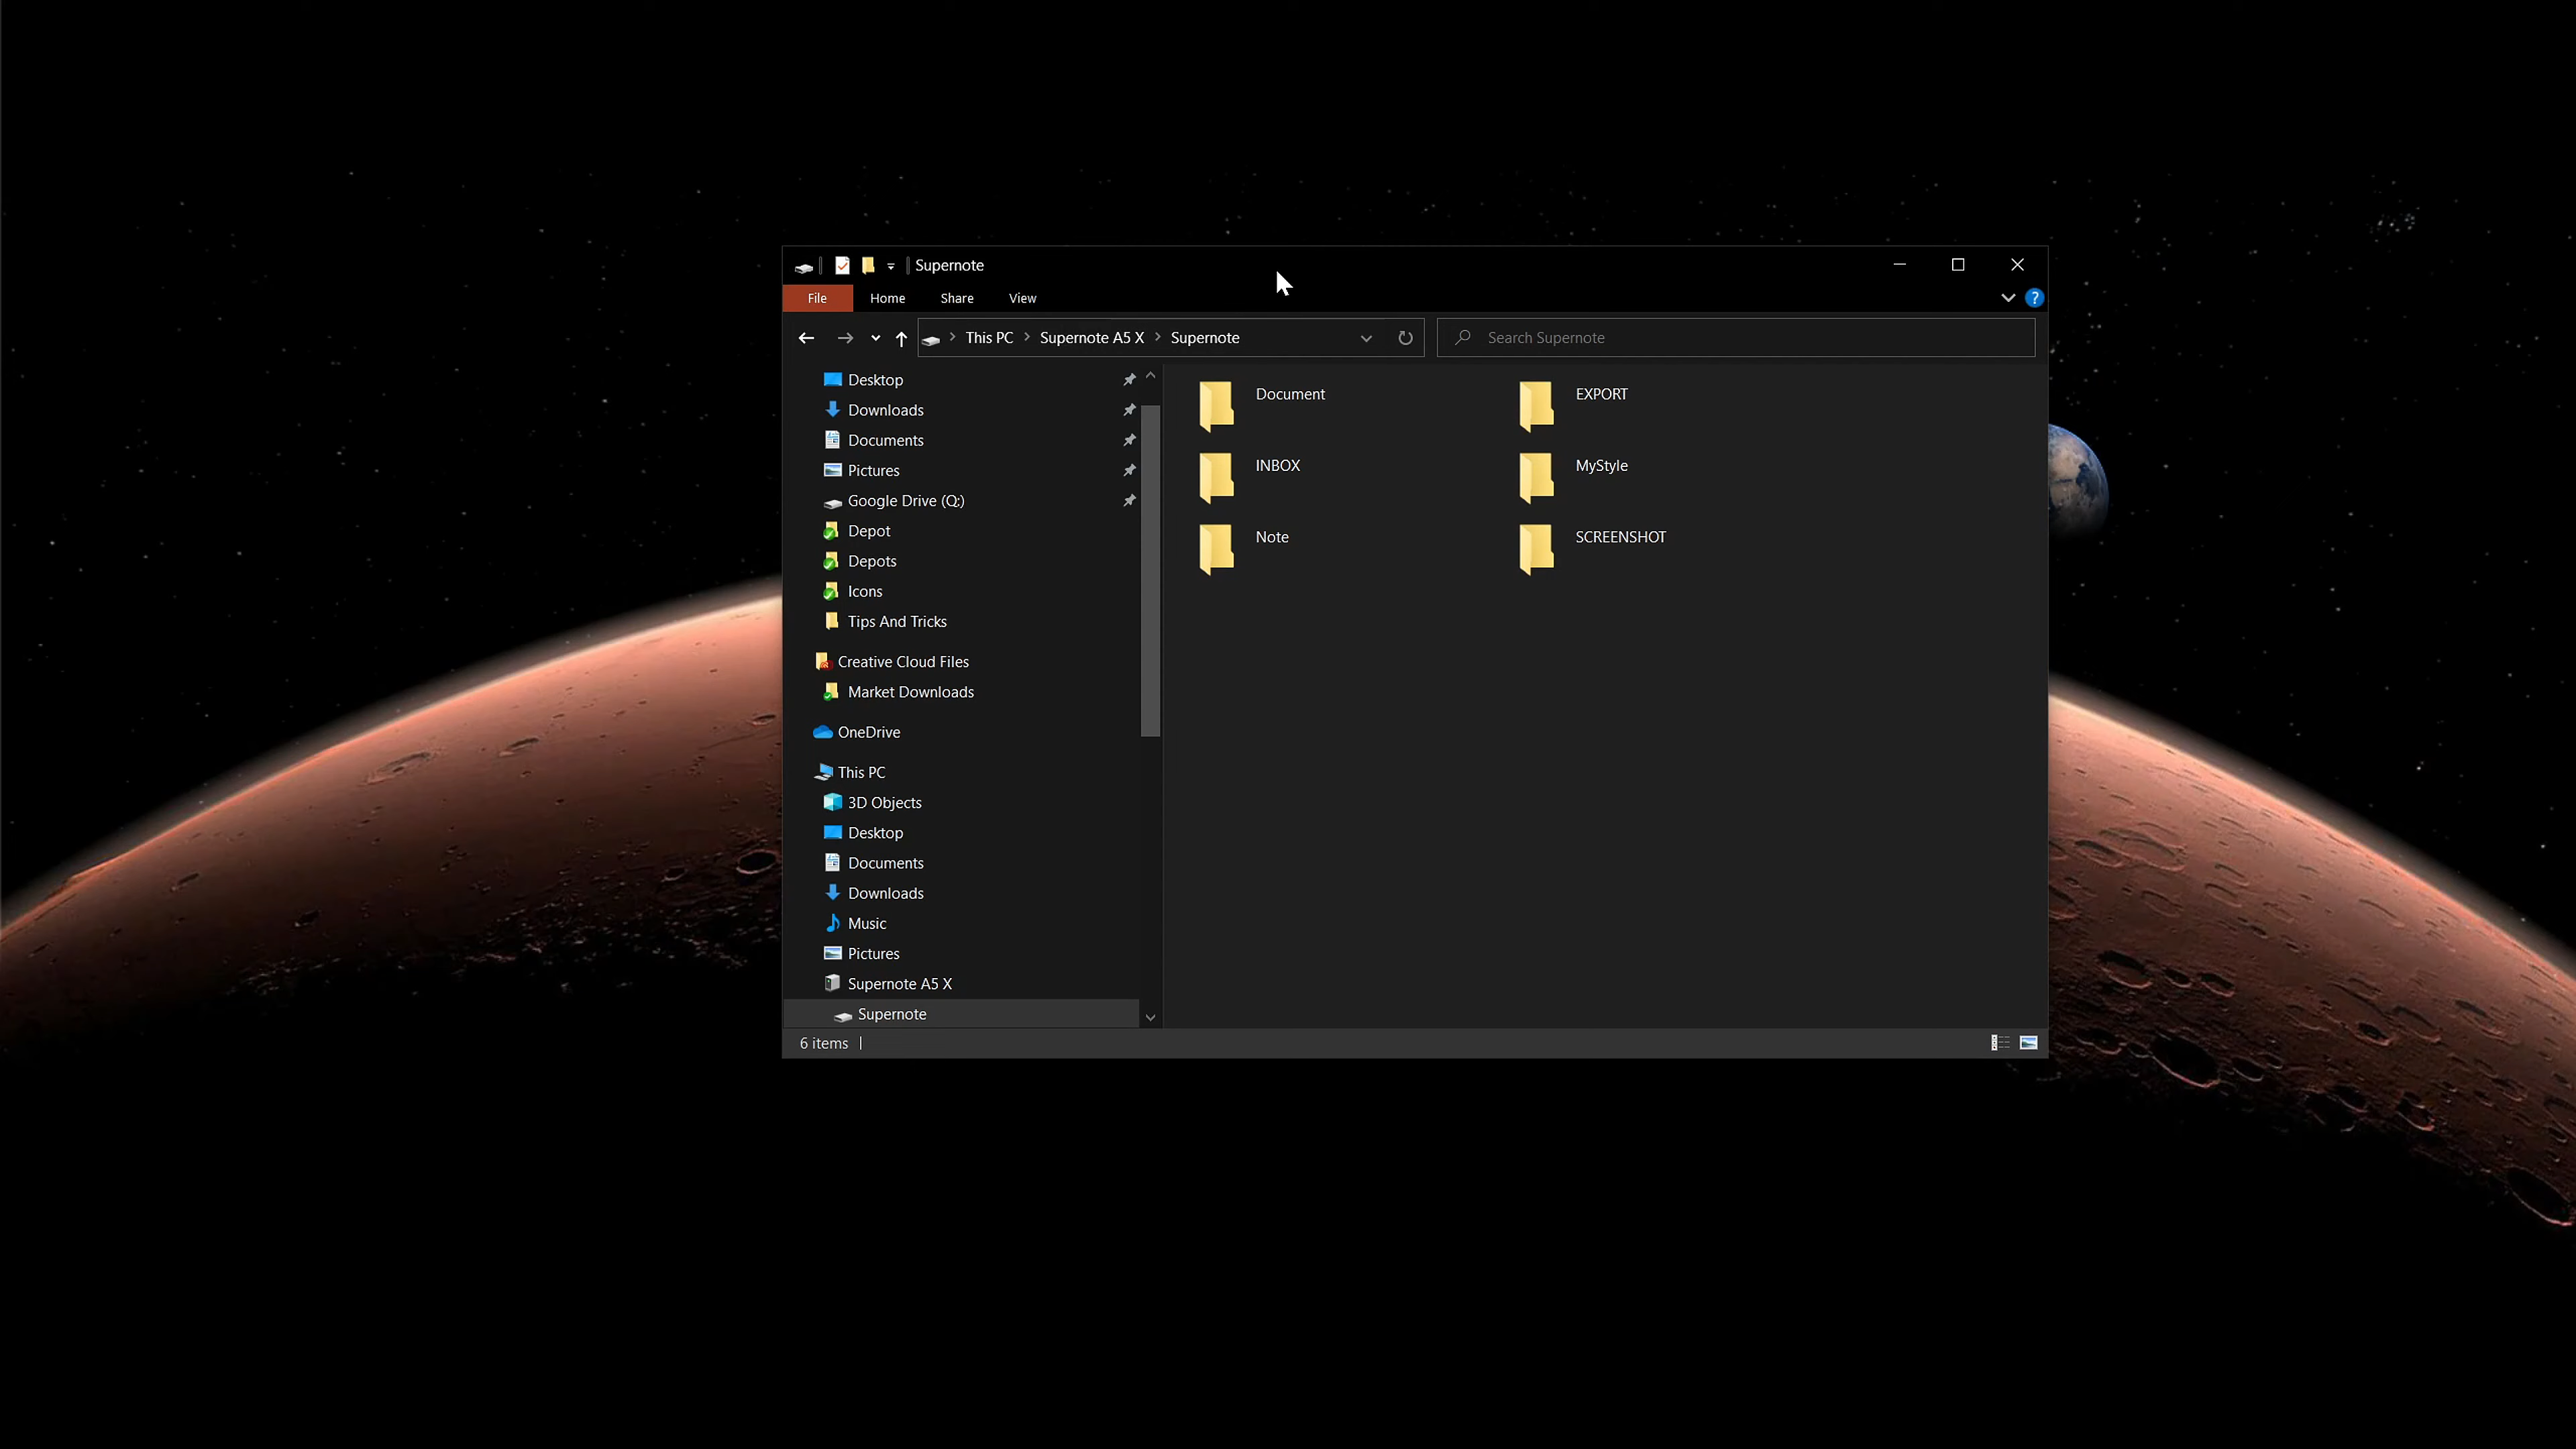 Supernote
File Home Share View
This PC Supernote A5 X Supernote Search Supernote
Desktop
Downloads
Documents
Pictures
Google Drive (Q:)
Depot
Depots
Icons
Tips And Tricks
Creative Cloud Files
Market Downloads
OneDrive
This PC
3D Objects
Desktop
Documents
Downloads
Music
Pictures
Supernote A5 X
Supernote
Document EXPORT
INBOX MyStyle
Note SCREENSHOT
6 items